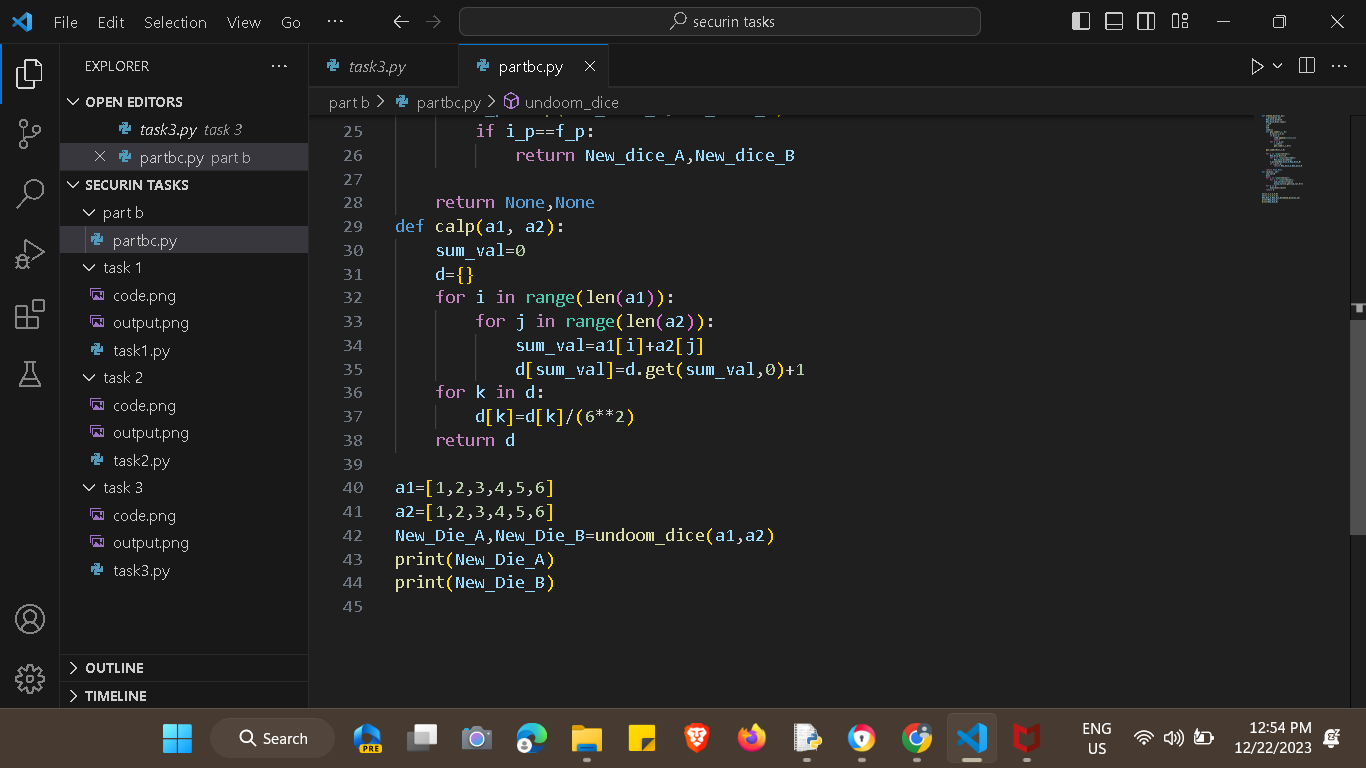 File Edit Selection View Go ... securin tasks
EXPLORER ...
task3.py partbc.py
OPEN EDITORS
task3.py task 3
partbc.py part b
SECURIN TASKS
part b
partbc.py
task 1
code.png
output.png
task1.py
task 2
code.png
output.png
task2.py
task 3
code.png
output.png
task3.py
OUTLINE
TIMELINE
part b > partbc.py > undoom_dice
25 if i_p==f_p:
26 return New_dice_A,New_dice_B
27
28 return None,None
29 def calp(a1, a2):
30 sum_val=0
31 d={}
32 for i in range(len(a1)):
33 for j in range(len(a2)):
34 sum_val=a1[i]+a2[j]
35 d[sum_val]=d.get(sum_val,0)+1
36 for k in d:
37 d[k]=d[k]/(6**2)
38 return d
39
40 a1=[1,2,3,4,5,6]
41 a2=[1,2,3,4,5,6]
42 New_Die_A,New_Die_B=undoom_dice(a1,a2)
43 print(New_Die_A)
44 print(New_Die_B)
45
Search
PRE
ENG
US
12:54 PM
12/22/2023